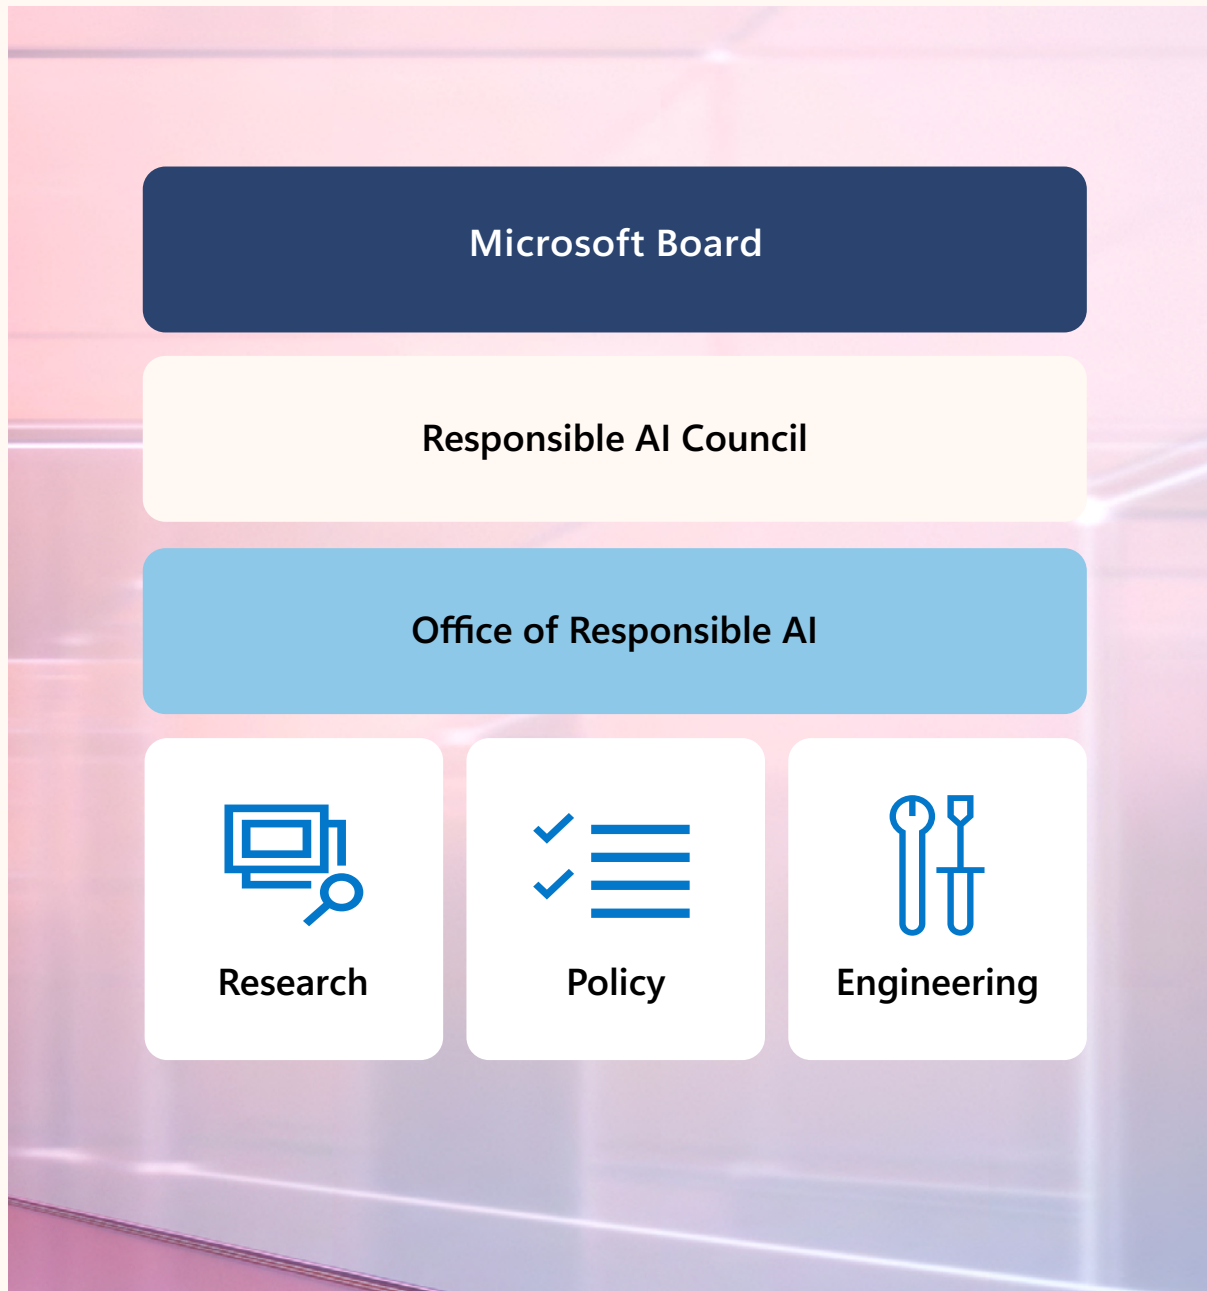 Microsoft Board
Responsible AI Council
Office of Responsible AI
Research
Policy
Engineering